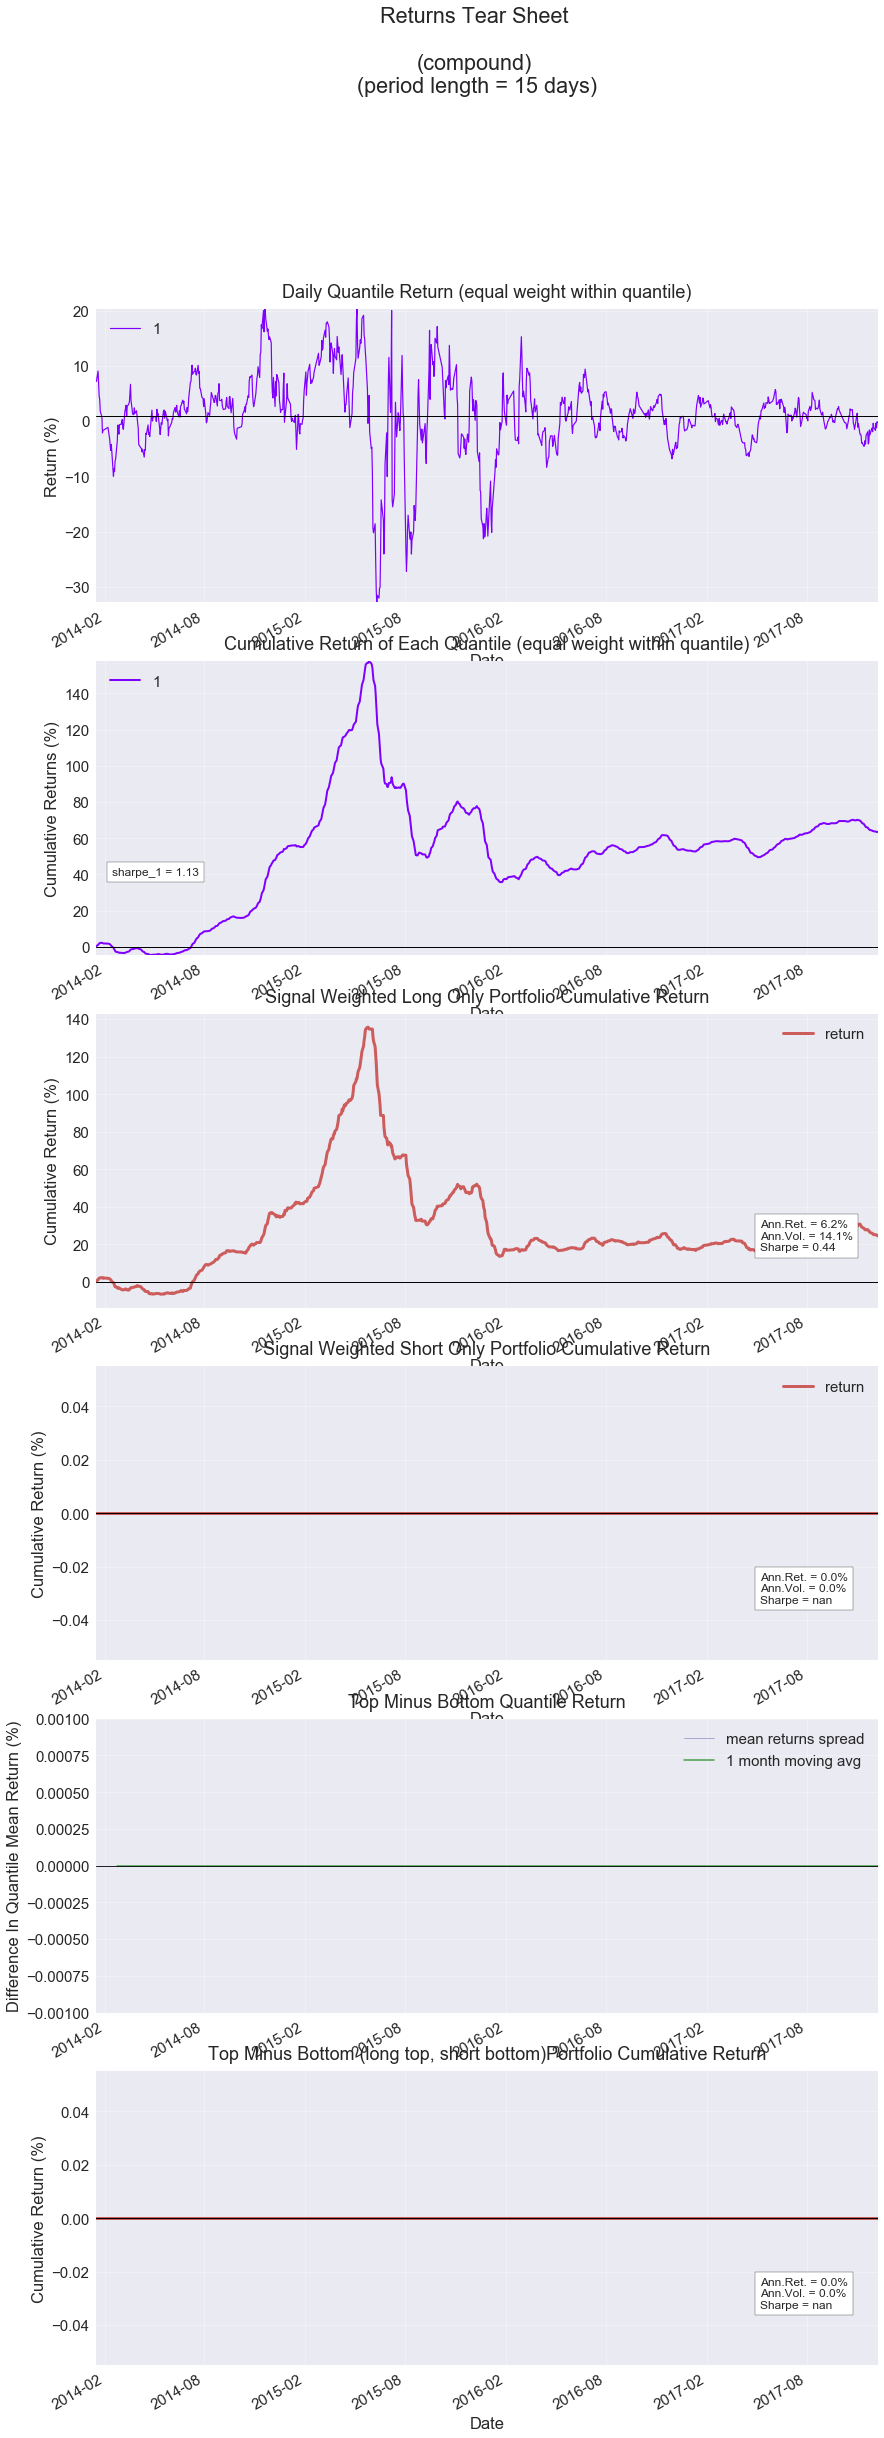 Returns Tear Sheet
(compound)
(period length = 15 days)
Daily Quantile Return (equal weight within quantile)
1
20
10
0
−10
−20
−30
Return (%)
2014-02
2014-08
2015-02
2015-08
2016-02
2016-08
2017-02
2017-08
Date
Cumulative Return of Each Quantile (equal weight within quantile)
1
140
120
100
80
60
40
20
0
Cumulative Returns (%)
sharpe_1 = 1.13
2014-02
2014-08
2015-02
2015-08
2016-02
2016-08
2017-02
2017-08
Date
Signal Weighted Long Only Portfolio Cumulative Return
return
140
120
100
80
60
40
20
0
Cumulative Return (%)
Ann.Ret. = 6.2%
Ann.Vol. = 14.1%
Sharpe = 0.44
2014-02
2014-08
2015-02
2015-08
2016-02
2016-08
2017-02
2017-08
Date
Signal Weighted Short Only Portfolio Cumulative Return
return
0.04
0.02
0.00
−0.02
−0.04
Cumulative Return (%)
Ann.Ret. = 0.0%
Ann.Vol. = 0.0%
Sharpe = nan
2014-02
2014-08
2015-02
2015-08
2016-02
2016-08
2017-02
2017-08
Date
Top Minus Bottom Quantile Return
mean returns spread
1 month moving avg
0.00100
0.00075
0.00050
0.00025
0.00000
−0.00025
−0.00050
−0.00075
−0.00100
Difference In Quantile Mean Return (%)
2014-02
2014-08
2015-02
2015-08
2016-02
2016-08
2017-02
2017-08
Top Minus Bottom (long top, short bottom) Portfolio Cumulative Return
0.04
0.02
0.00
−0.02
−0.04
Cumulative Return (%)
Ann.Ret. = 0.0%
Ann.Vol. = 0.0%
Sharpe = nan
2014-02
2014-08
2015-02
2015-08
2016-02
2016-08
2017-02
2017-08
Date